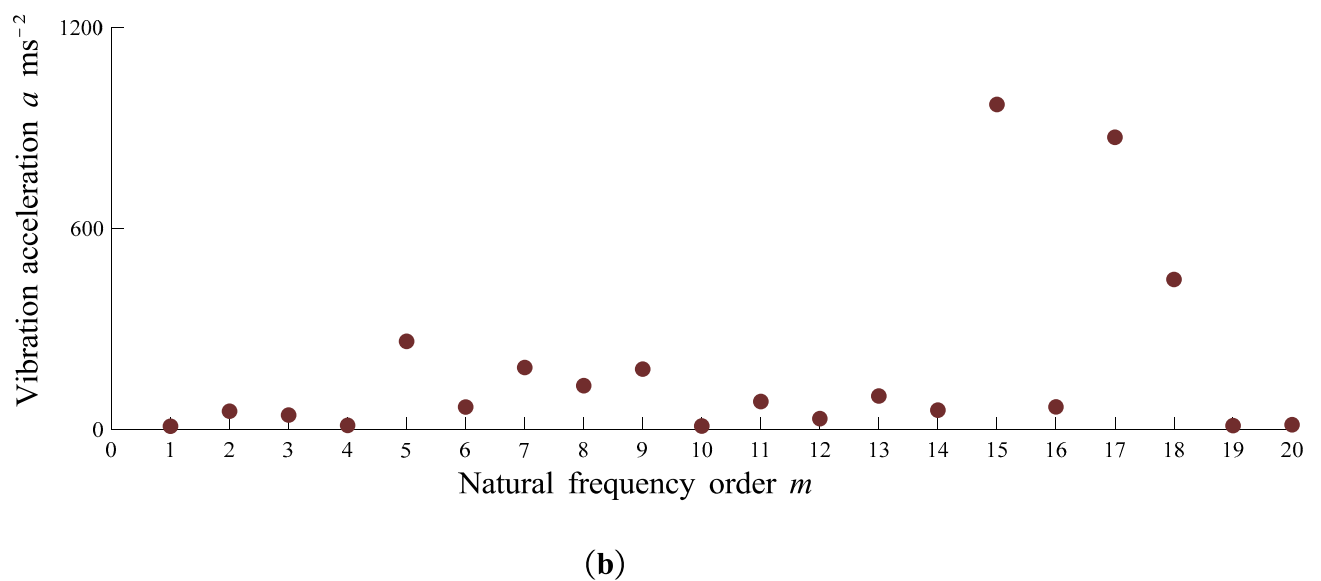 1200
600
0
Vibration acceleration a ms⁻²
0 1 2 3 4 5 6 7 8 9 10 11 12 13 14 15 16 17 18 19 20
Natural frequency order m
(b)